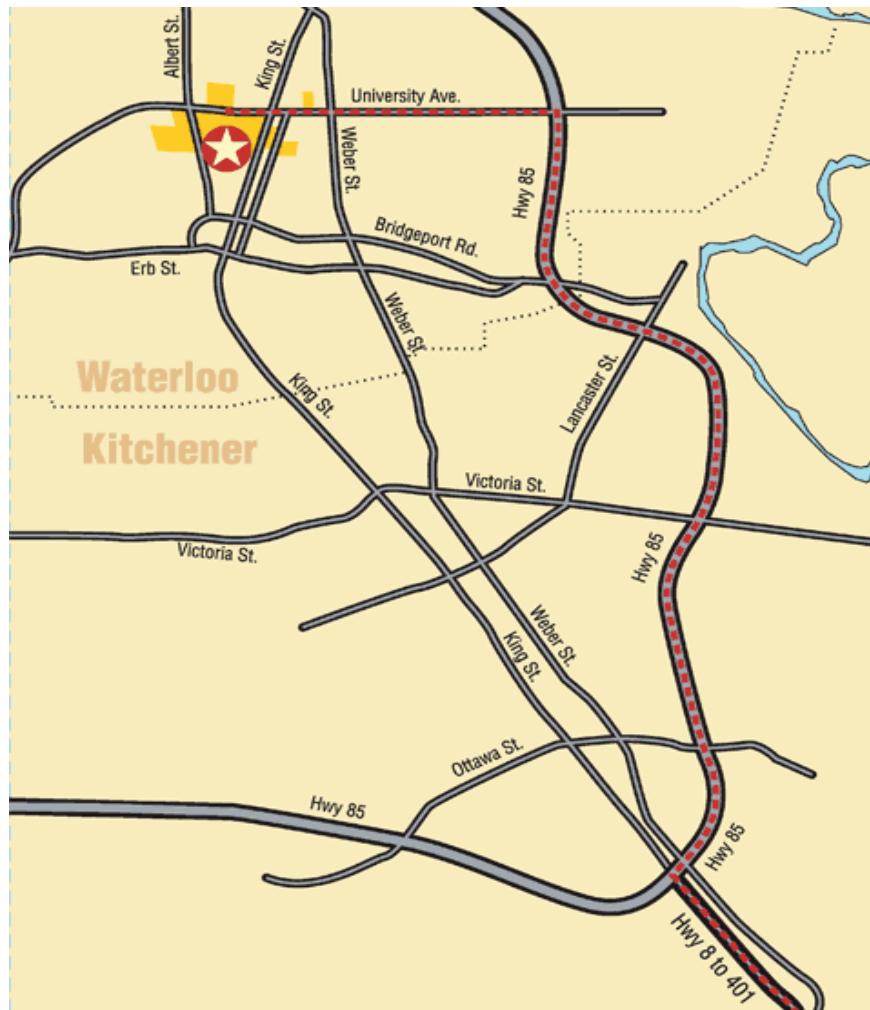 Albert St.
King St.
University Ave.
Weber St.
Hwy 85
Bridgeport Rd.
Erb St.
Weber St.
Lancaster St.
Waterloo
King St.
Kitchener
Victoria St.
Victoria St.
Hwy 85
Weber St.
King St.
Ottawa St.
Hwy 85
Hwy 85
Hwy 8 to 401